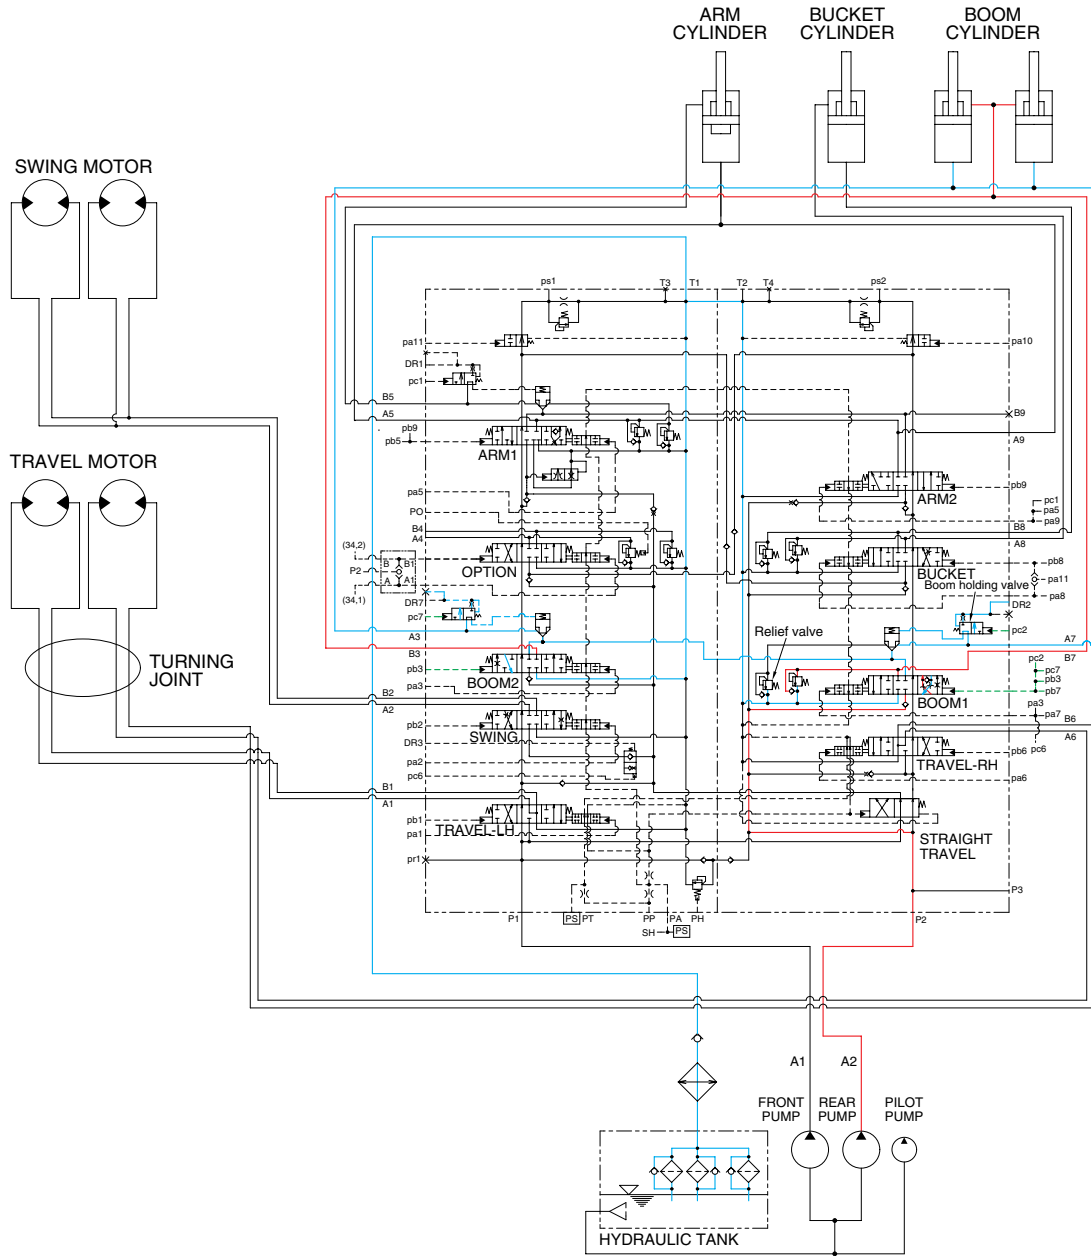 ARM
CYLINDER
BUCKET
CYLINDER
BOOM
CYLINDER
SWING MOTOR
TRAVEL MOTOR
TURNING
JOINT
ps1
T3
T1
T2
T4
ps2
pa11
DR1
pc1
B5
A5
pb9
pb5
ARM1
pa5
PO
B4
A4
(34,2)
P2
B
B1
A
A1
(34,1)
OPTION
DR7
pc7
A3
B3
pb3
BOOM2
pa3
B2
A2
pb2
SWING
DR3
pa2
pc6
B1
A1
pb1
TRAVEL-LH
pa1
pr1
pa10
B9
A9
ARM2
pb9
pc1
pa5
pa9
B8
A8
BUCKET
pb8
pa11
pa8
Boom holding valve
DR2
pc2
Relief valve
A7
B7
pc2
pc7
pb3
pb7
BOOM1
pa3
pa7
B6
A6
pc6
pb6
TRAVEL-RH
pa6
STRAIGHT
TRAVEL
P3
P1
PS
PT
PP
PA
PH
P2
SH
PS
A1
A2
FRONT
PUMP
REAR
PUMP
PILOT
PUMP
HYDRAULIC TANK